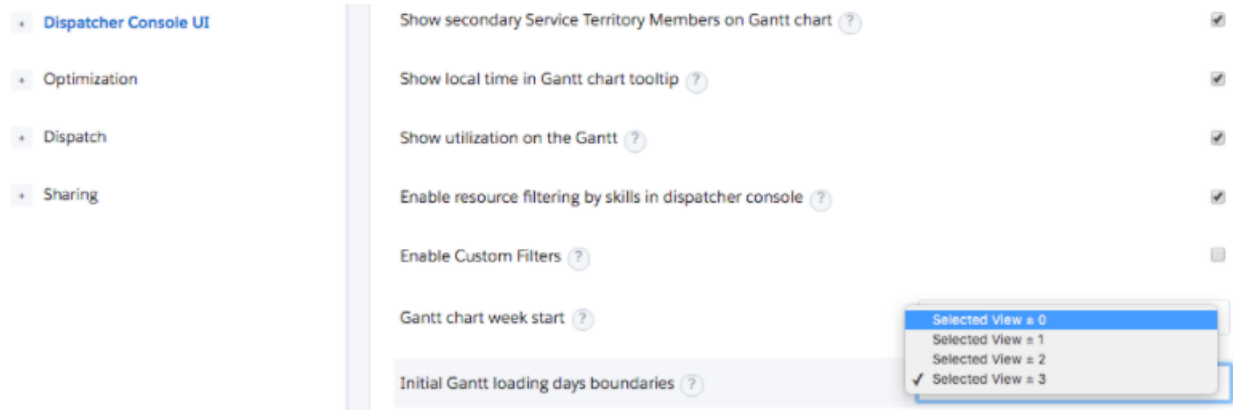 Dispatcher Console UI
Optimization
Dispatch
Sharing
Show secondary Service Territory Members on Gantt chart ?
Show local time in Gantt chart tooltip ?
Show utilization on the Gantt ?
Enable resource filtering by skills in dispatcher console ?
Enable Custom Filters ?
Gantt chart week start ?
Initial Gantt loading days boundaries ?
Selected View ± 0
Selected View ± 1
Selected View ± 2
✓ Selected View ± 3